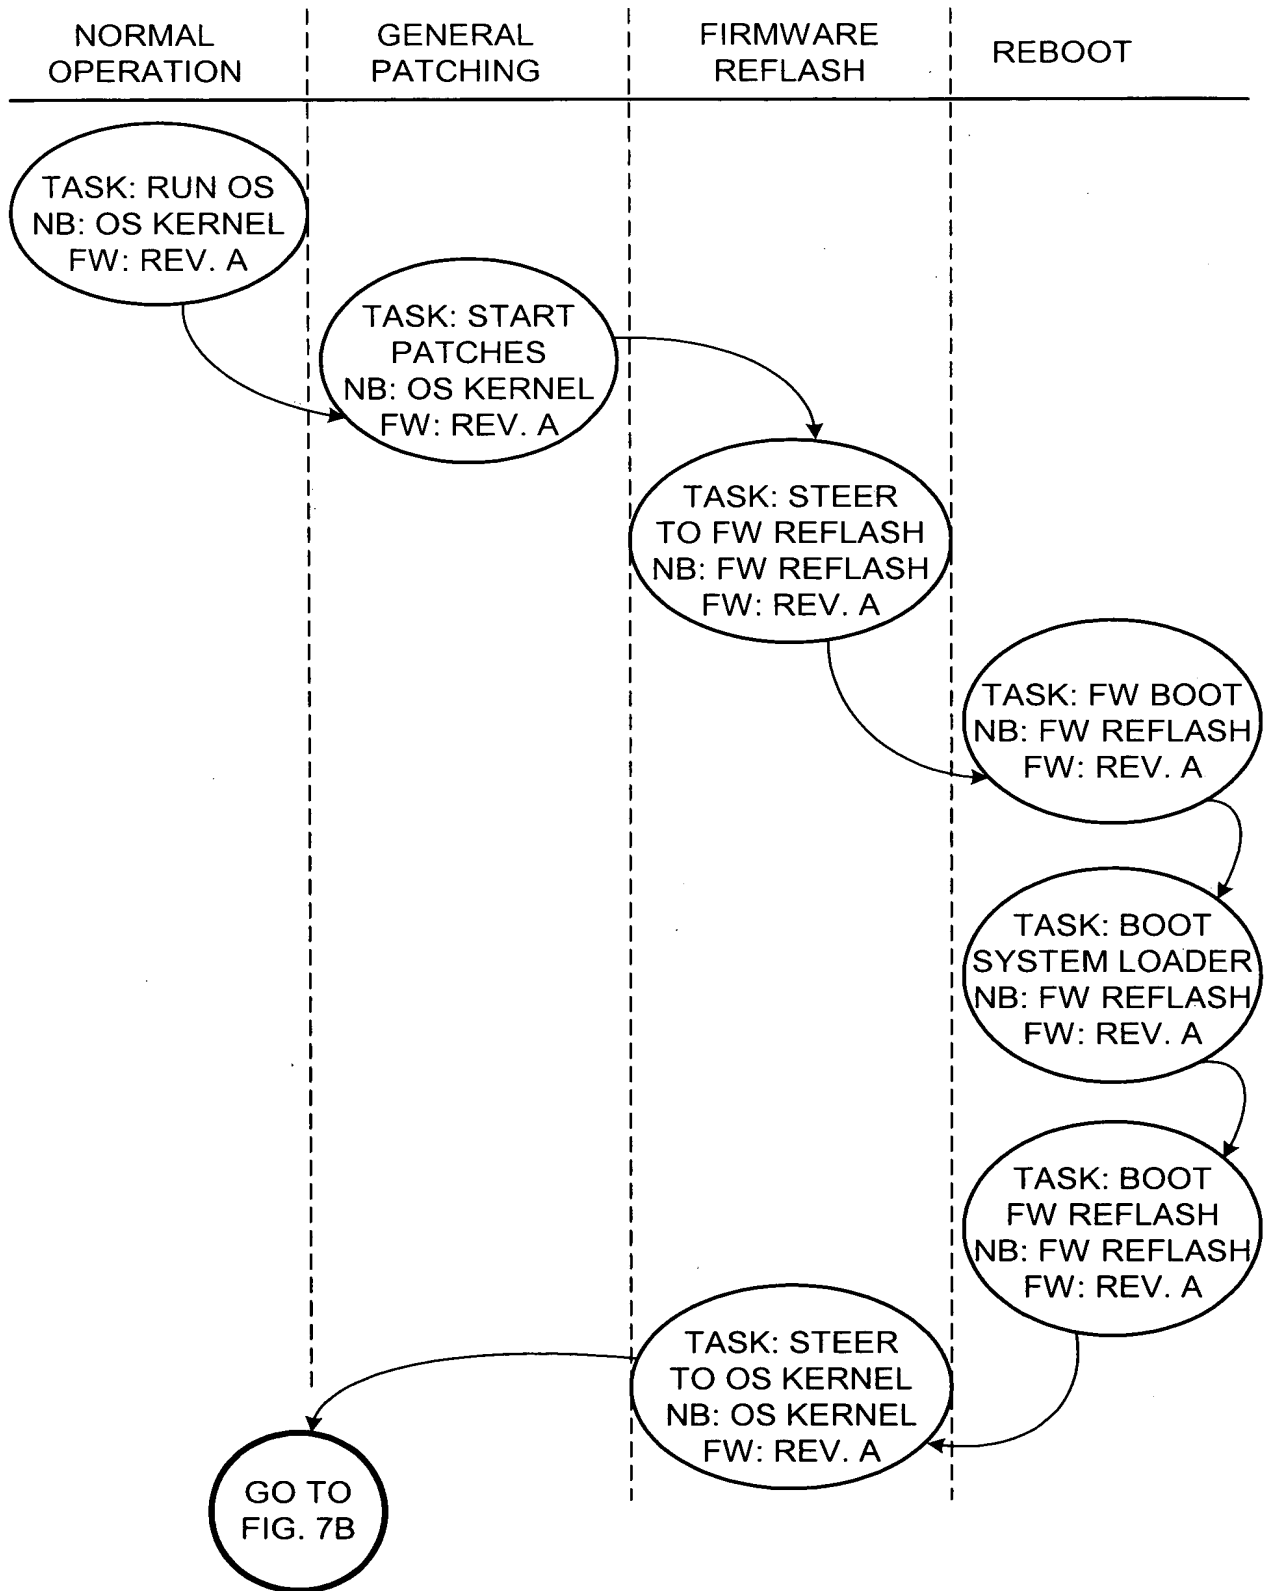 NORMAL
OPERATION
GENERAL
PATCHING
FIRMWARE
REFLASH
REBOOT
TASK: RUN OS
NB: OS KERNEL
FW: REV. A
TASK: START
PATCHES
NB: OS KERNEL
FW: REV. A
TASK: STEER
TO FW REFLASH
NB: FW REFLASH
FW: REV. A
TASK: FW BOOT
NB: FW REFLASH
FW: REV. A
TASK: BOOT
SYSTEM LOADER
NB: FW REFLASH
FW: REV. A
TASK: BOOT
FW REFLASH
NB: FW REFLASH
FW: REV. A
TASK: STEER
TO OS KERNEL
NB: OS KERNEL
FW: REV. A
GO TO
FIG. 7B